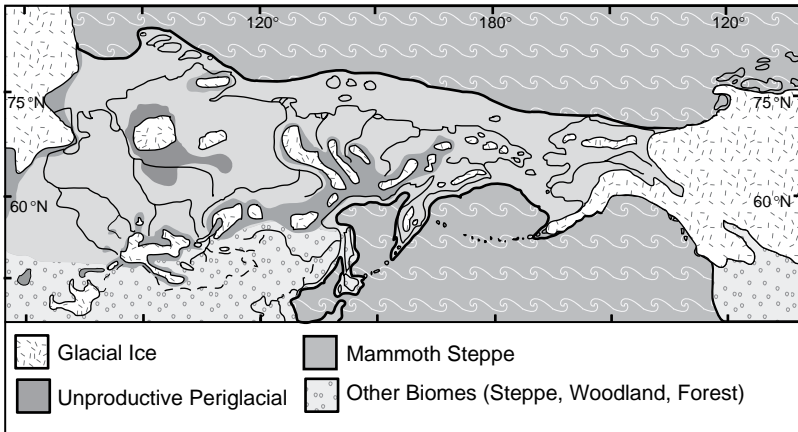 120° 180° 120°
75 °N 75 °N
60 °N 60 °N
Glacial Ice Mammoth Steppe
Unproductive Periglacial Other Biomes (Steppe, Woodland, Forest)